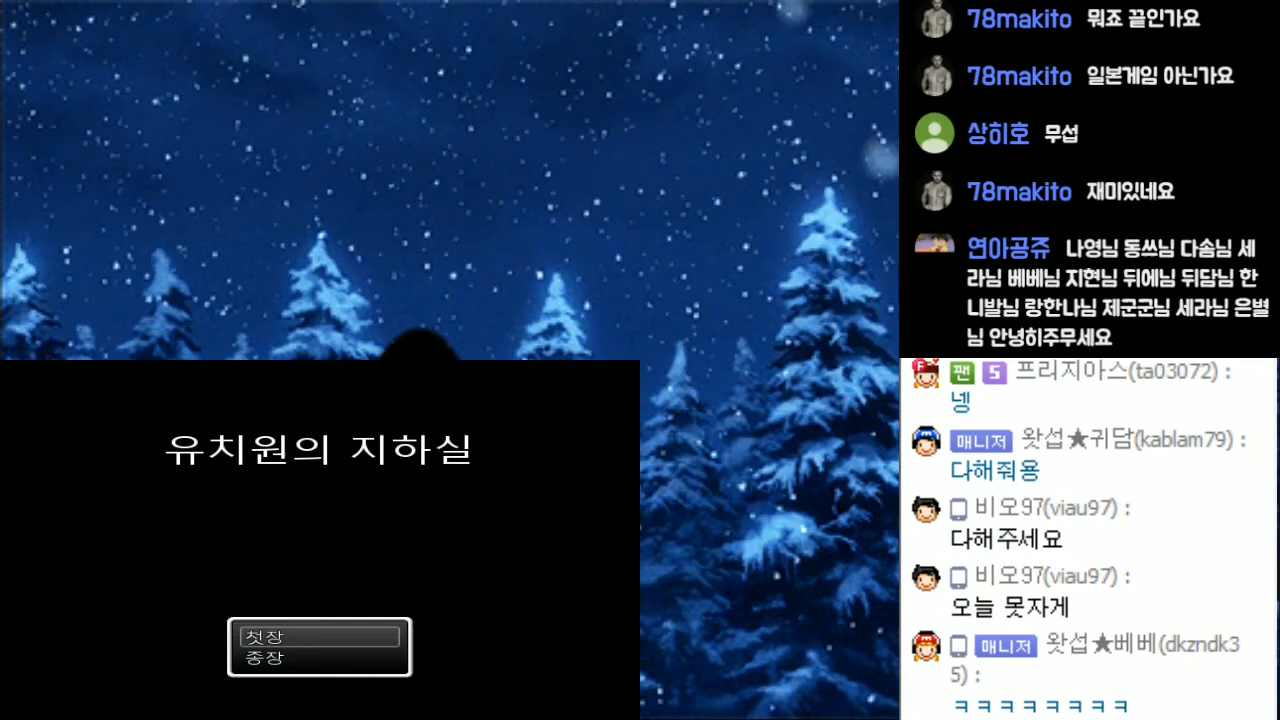 78makito 뭐죠 끝인가요
78makito 일본게임 아닌가요
상히호 무섭
78makito 재미있네요
연아공쥬 나영님 동쓰님 다솜님 세
라님 베베님 지현님 뒤에님 뒤담님 한
니발님 랑한나님 제군군님 세라님 은별
님 안녕히주무세요
유치원의 지하실
첫장
종장
F 팬 S 프리지아스(ta03072) :
넹
매니저 왓섭★귀담(kablam79) :
다해줘용
비오97(viau97) :
다해주세요
비오97(viau97) :
오늘 못자게
매니저 왓섭★베베(dkzndk3
5) :
ㅋㅋㅋㅋㅋㅋㅋㅋ